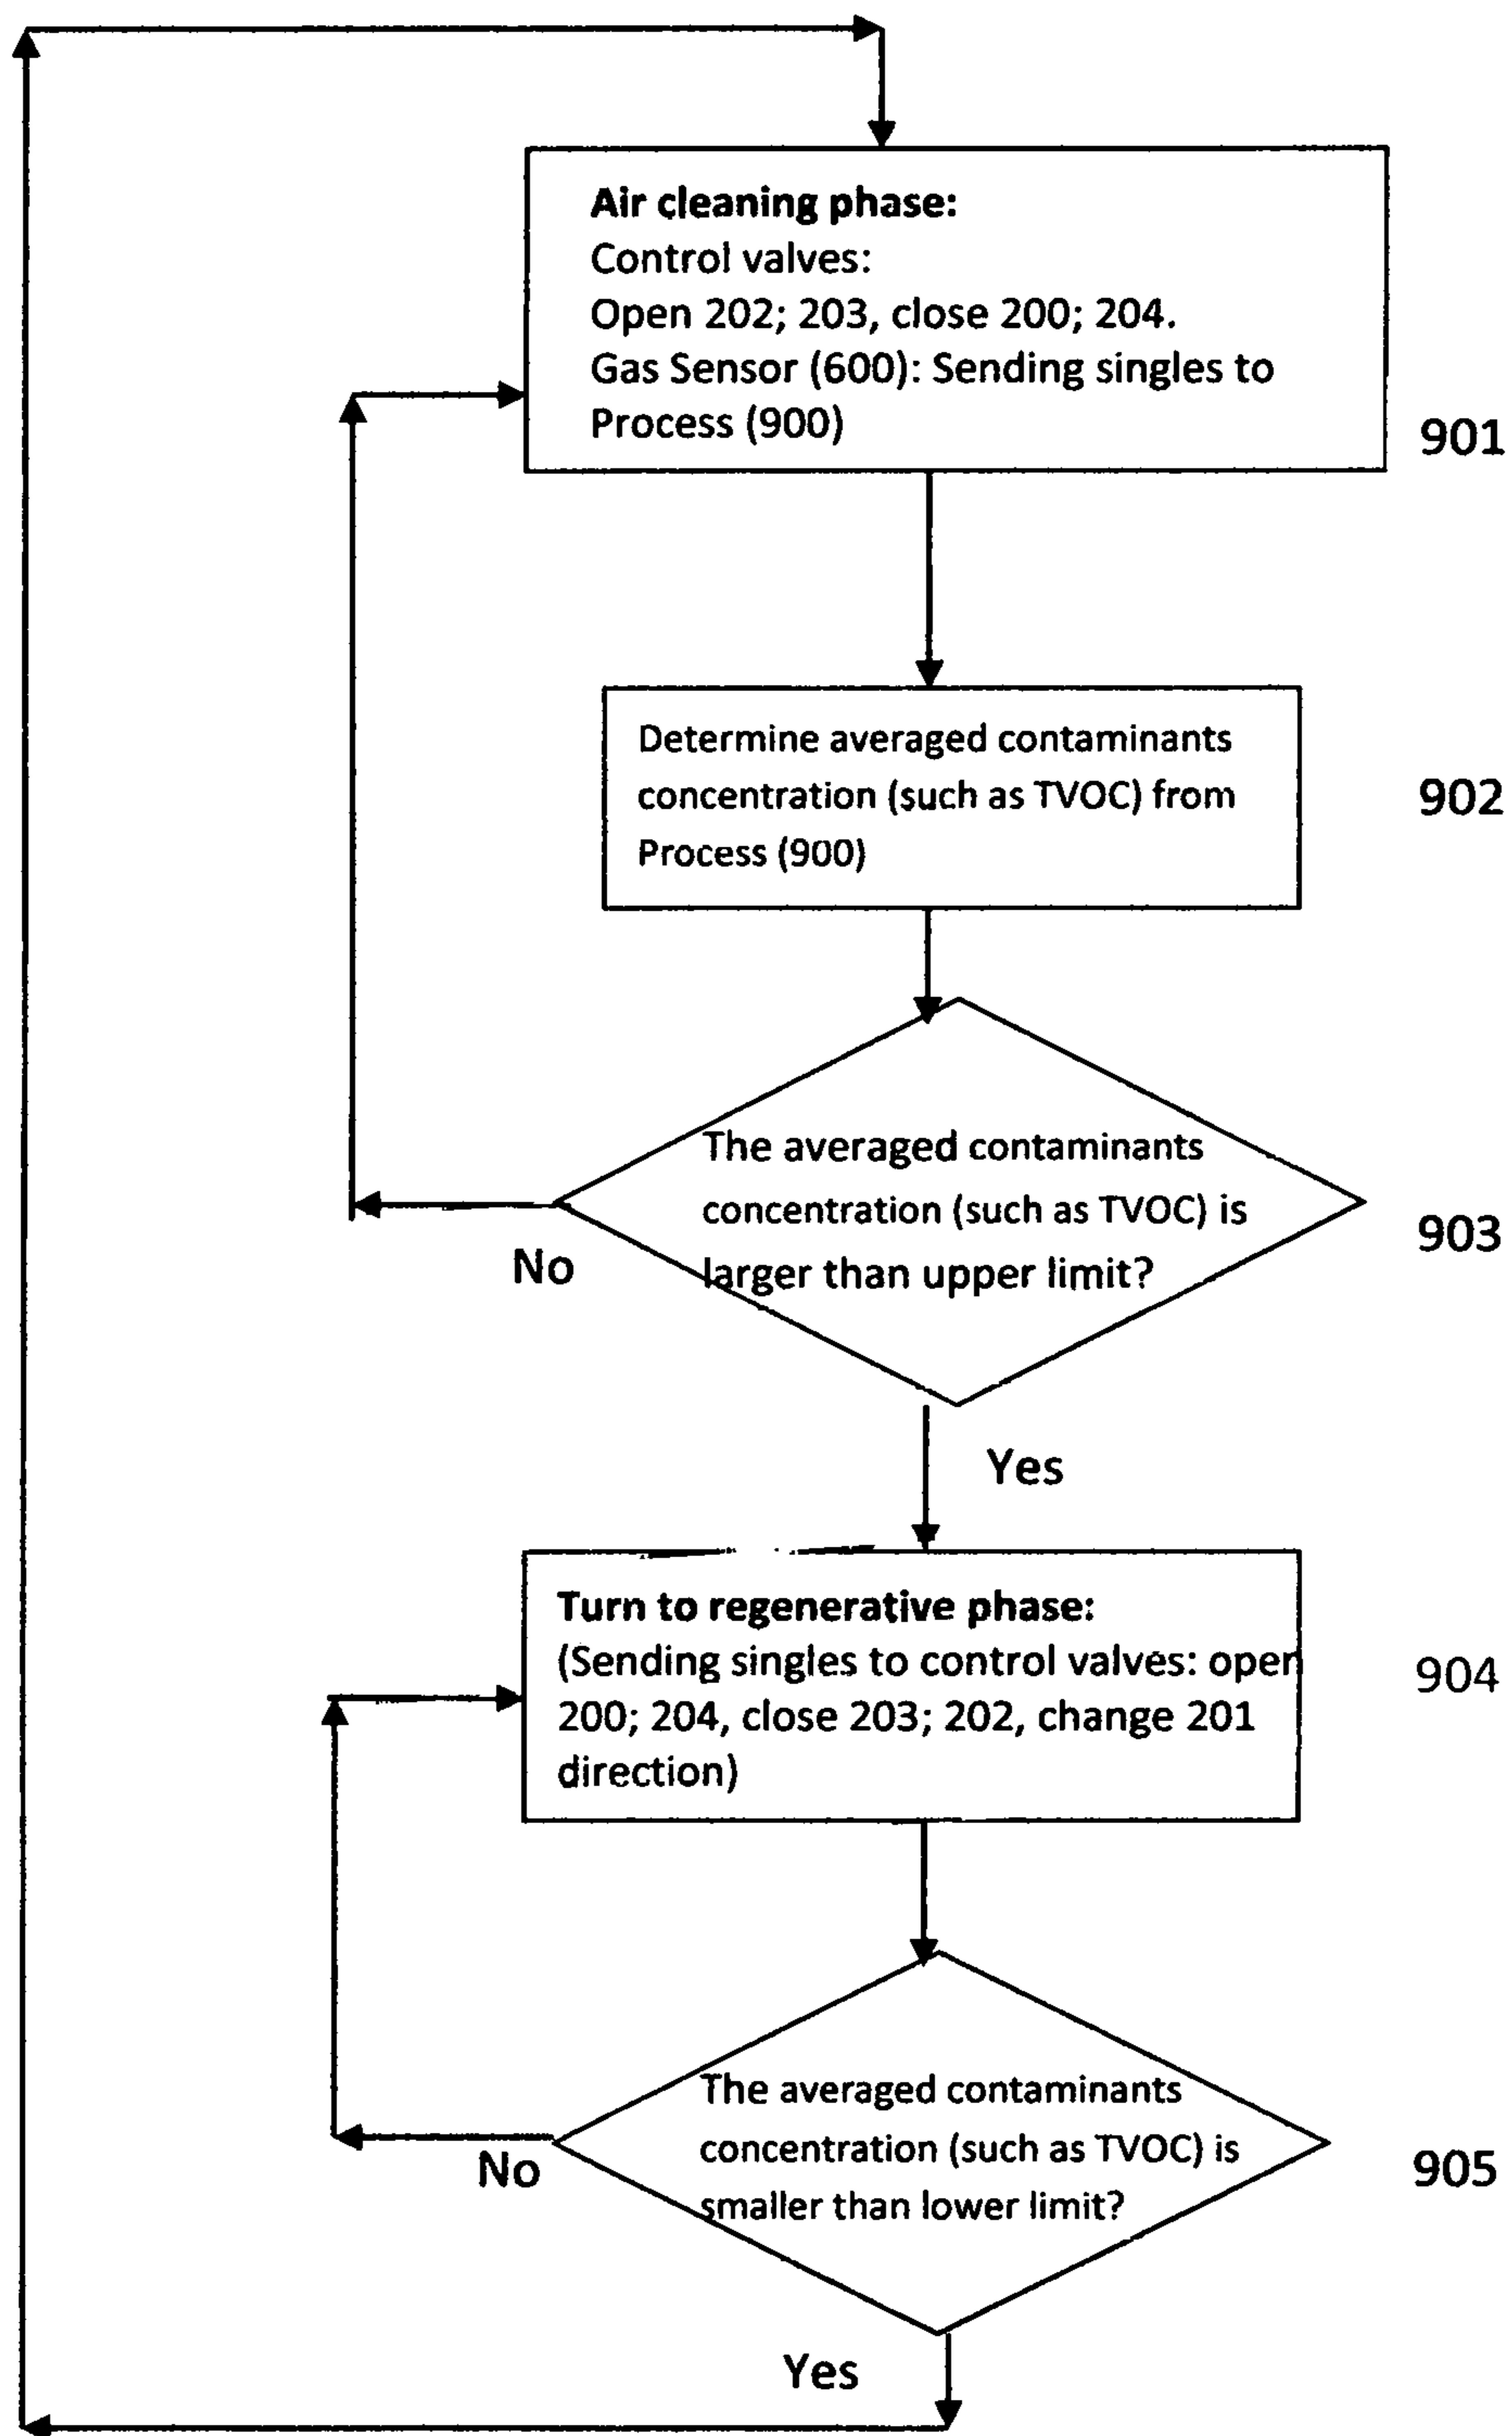 Air cleaning phase:
Control valves:
Open 202; 203, close 200; 204.
Gas Sensor (600): Sending singles to
Process (900)
901
Determine averaged contaminants
concentration (such as TVOC) from
Process (900)
902
The averaged contaminants
concentration (such as TVOC) is
larger than upper limit?
903
No
Yes
Turn to regenerative phase:
(Sending singles to control valves: open
200; 204, close 203; 202, change 201
direction)
904
The averaged contaminants
concentration (such as TVOC) is
smaller than lower limit?
905
No
Yes